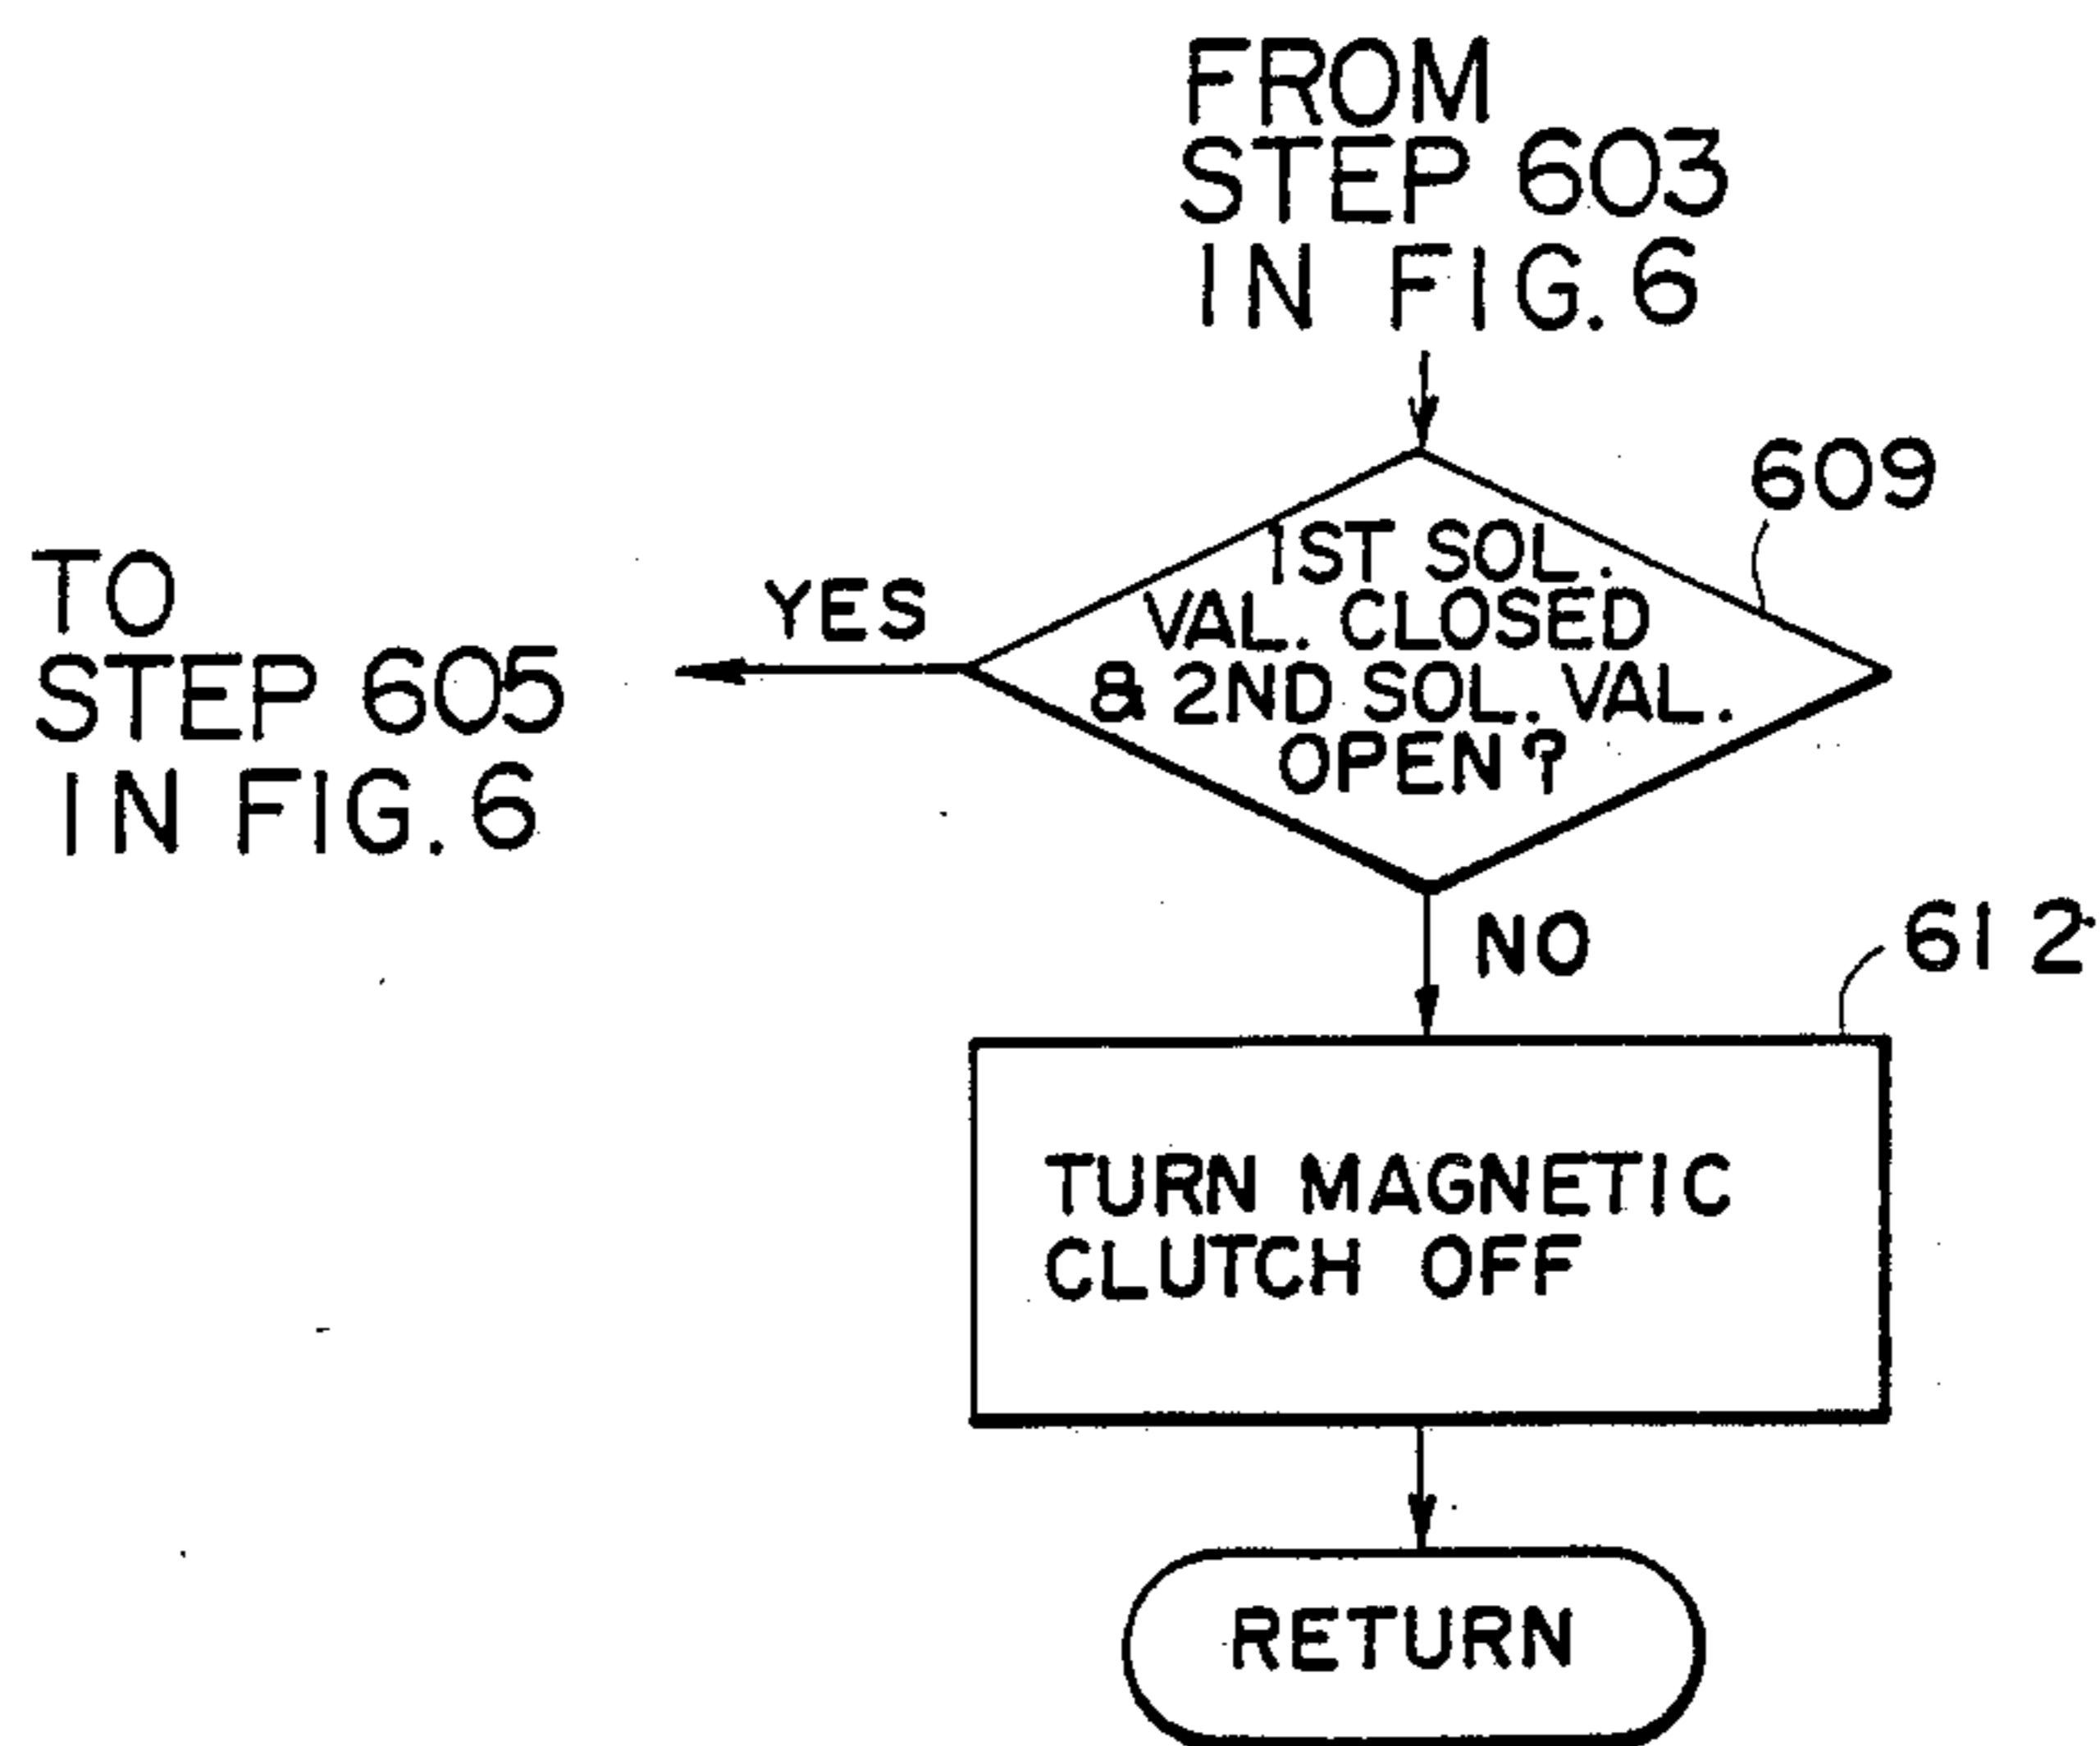 FROM
STEP 603
IN FIG. 6
609
1ST SOL.
VAL. CLOSED
& 2ND SOL. VAL.
OPEN?
YES
TO
STEP 605
IN FIG. 6
NO
612
TURN MAGNETIC
CLUTCH OFF
RETURN